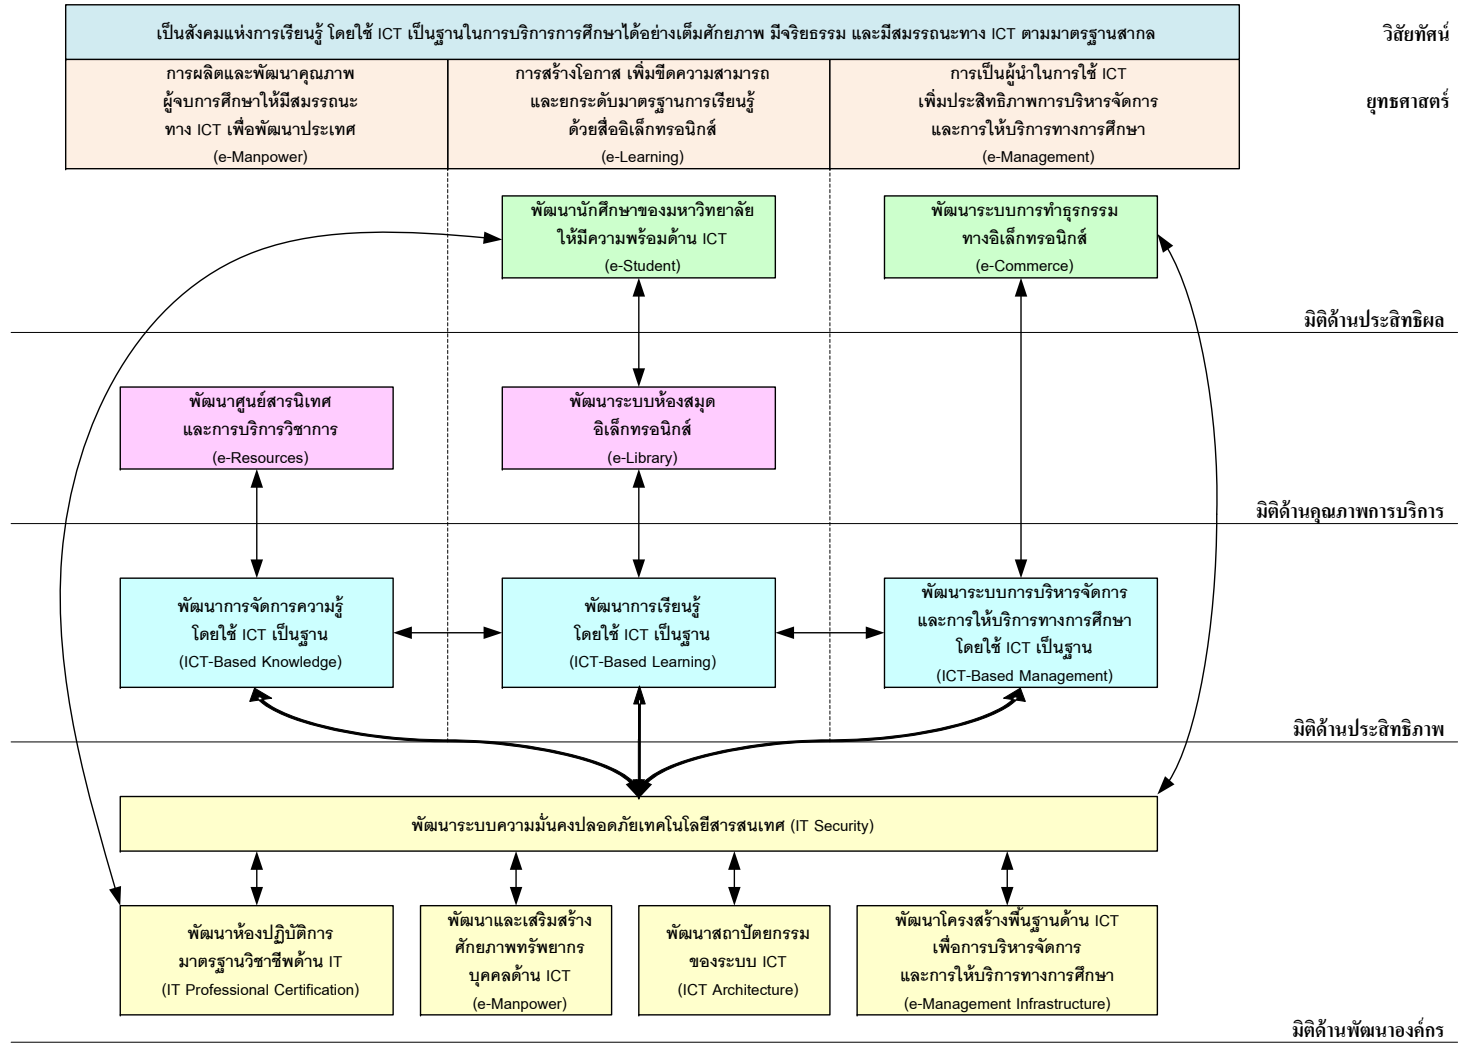 เป็นสังคมแห่งการเรียนรู้ โดยใช้ ICT เป็นฐานในการบริการการศึกษาได้อย่างเต็มศักยภาพ มีจริยธรรม และมีสมรรถนะทาง ICT ตามมาตรฐานสากล
วิสัยทัศน์
การผลิตและพัฒนาคุณภาพ
ผู้จบการศึกษาให้มีสมรรถนะ
ทาง ICT เพื่อพัฒนาประเทศ
(e-Manpower)
การสร้างโอกาส เพิ่มขีดความสามารถ
และยกระดับมาตรฐานการเรียนรู้
ด้วยสื่ออิเล็กทรอนิกส์
(e-Learning)
การเป็นผู้นำในการใช้ ICT
เพิ่มประสิทธิภาพการบริหารจัดการ
และการให้บริการทางการศึกษา
(e-Management)
ยุทธศาสตร์
พัฒนานักศึกษาของมหาวิทยาลัย
ให้มีความพร้อมด้าน ICT
(e-Student)
พัฒนาระบบการทำธุรกรรม
ทางอิเล็กทรอนิกส์
(e-Commerce)
มิติด้านประสิทธิผล
พัฒนาศูนย์สารนิเทศ
และการบริการวิชาการ
(e-Resources)
พัฒนาระบบห้องสมุด
อิเล็กทรอนิกส์
(e-Library)
มิติด้านคุณภาพการบริการ
พัฒนาการจัดการความรู้
โดยใช้ ICT เป็นฐาน
(ICT-Based Knowledge)
พัฒนาการเรียนรู้
โดยใช้ ICT เป็นฐาน
(ICT-Based Learning)
พัฒนาระบบการบริหารจัดการ
และการให้บริการทางการศึกษา
โดยใช้ ICT เป็นฐาน
(ICT-Based Management)
มิติด้านประสิทธิภาพ
พัฒนาระบบความมั่นคงปลอดภัยเทคโนโลยีสารสนเทศ (IT Security)
พัฒนาห้องปฏิบัติการ
มาตรฐานวิชาชีพด้าน IT
(IT Professional Certification)
พัฒนาและเสริมสร้าง
ศักยภาพทรัพยากร
บุคคลด้าน ICT
(e-Manpower)
พัฒนาสถาปัตยกรรม
ของระบบ ICT
(ICT Architecture)
พัฒนาโครงสร้างพื้นฐานด้าน ICT
เพื่อการบริหารจัดการ
และการให้บริการทางการศึกษา
(e-Management Infrastructure)
มิติด้านพัฒนาองค์กร